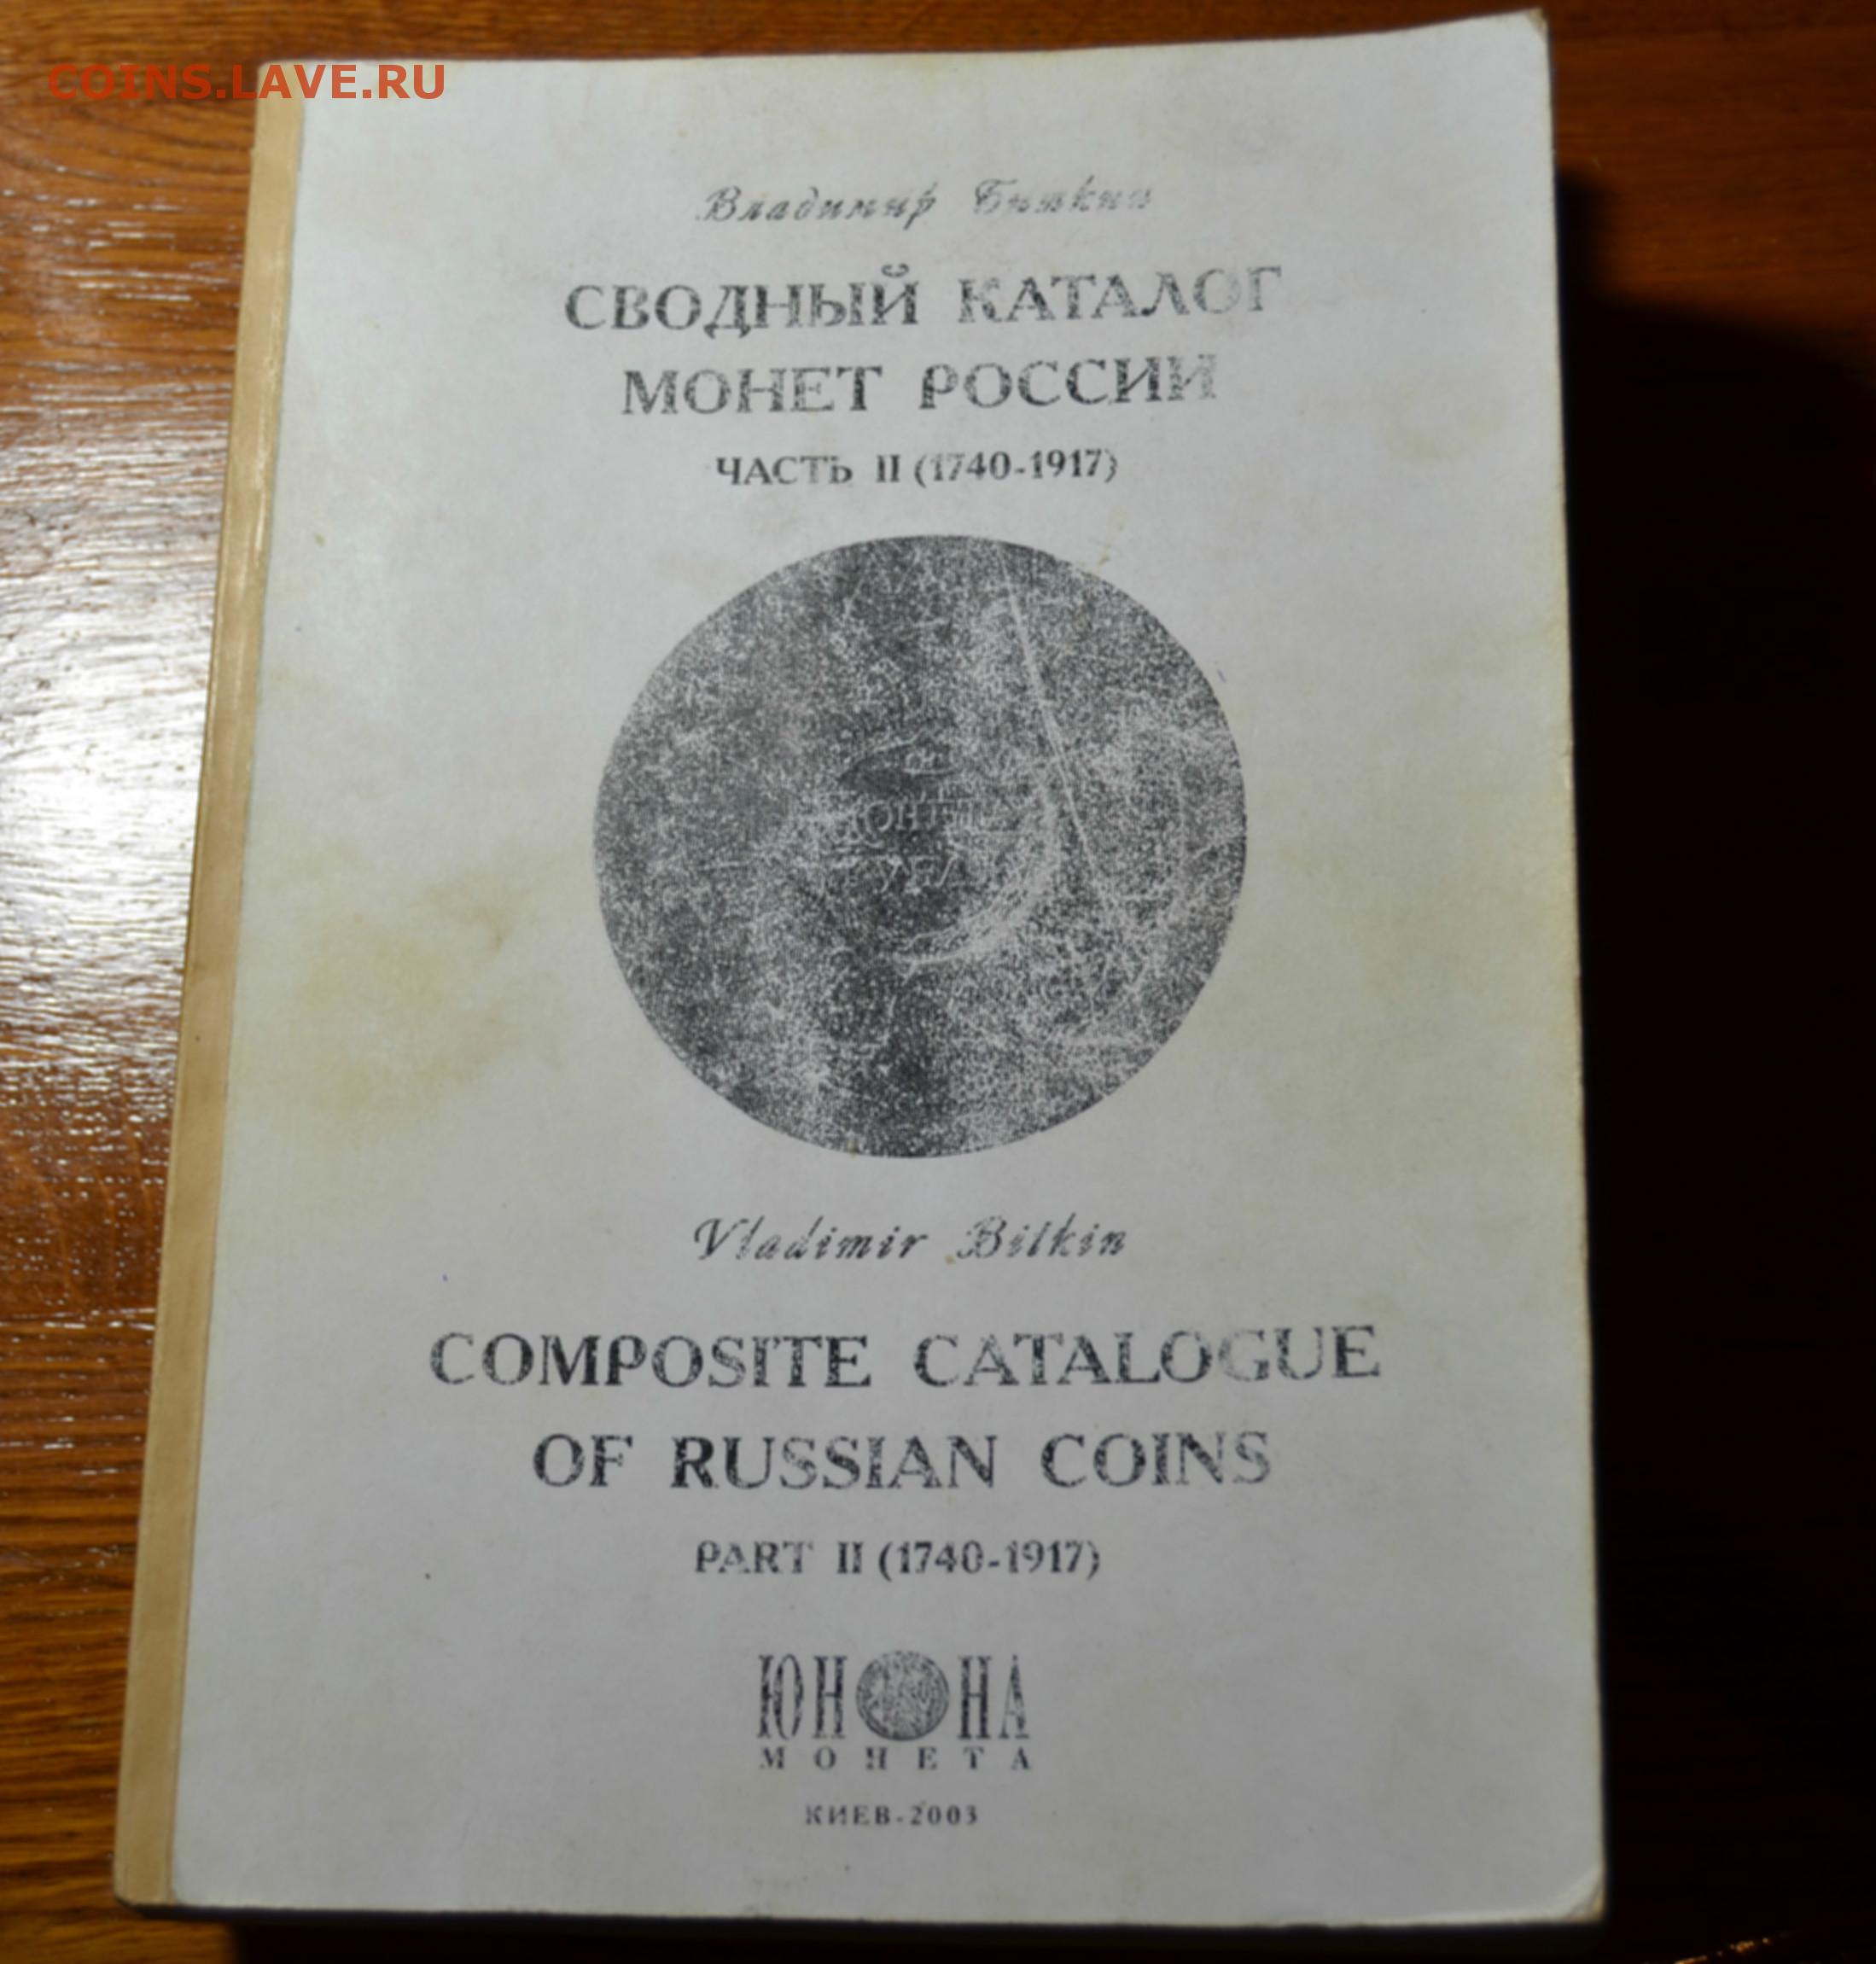 COINS.LAVE.RU
Владимир Биткин
СВОДНЫЙ КАТАЛОГ
МОНЕТ РОССИИ
ЧАСТЬ II (1740-1917)
Vladimir Bitkin
COMPOSITE CATALOGUE
OF RUSSIAN COINS
PART II (1740-1917)
ЮНОНА
МОНЕТА
КИЕВ-2003